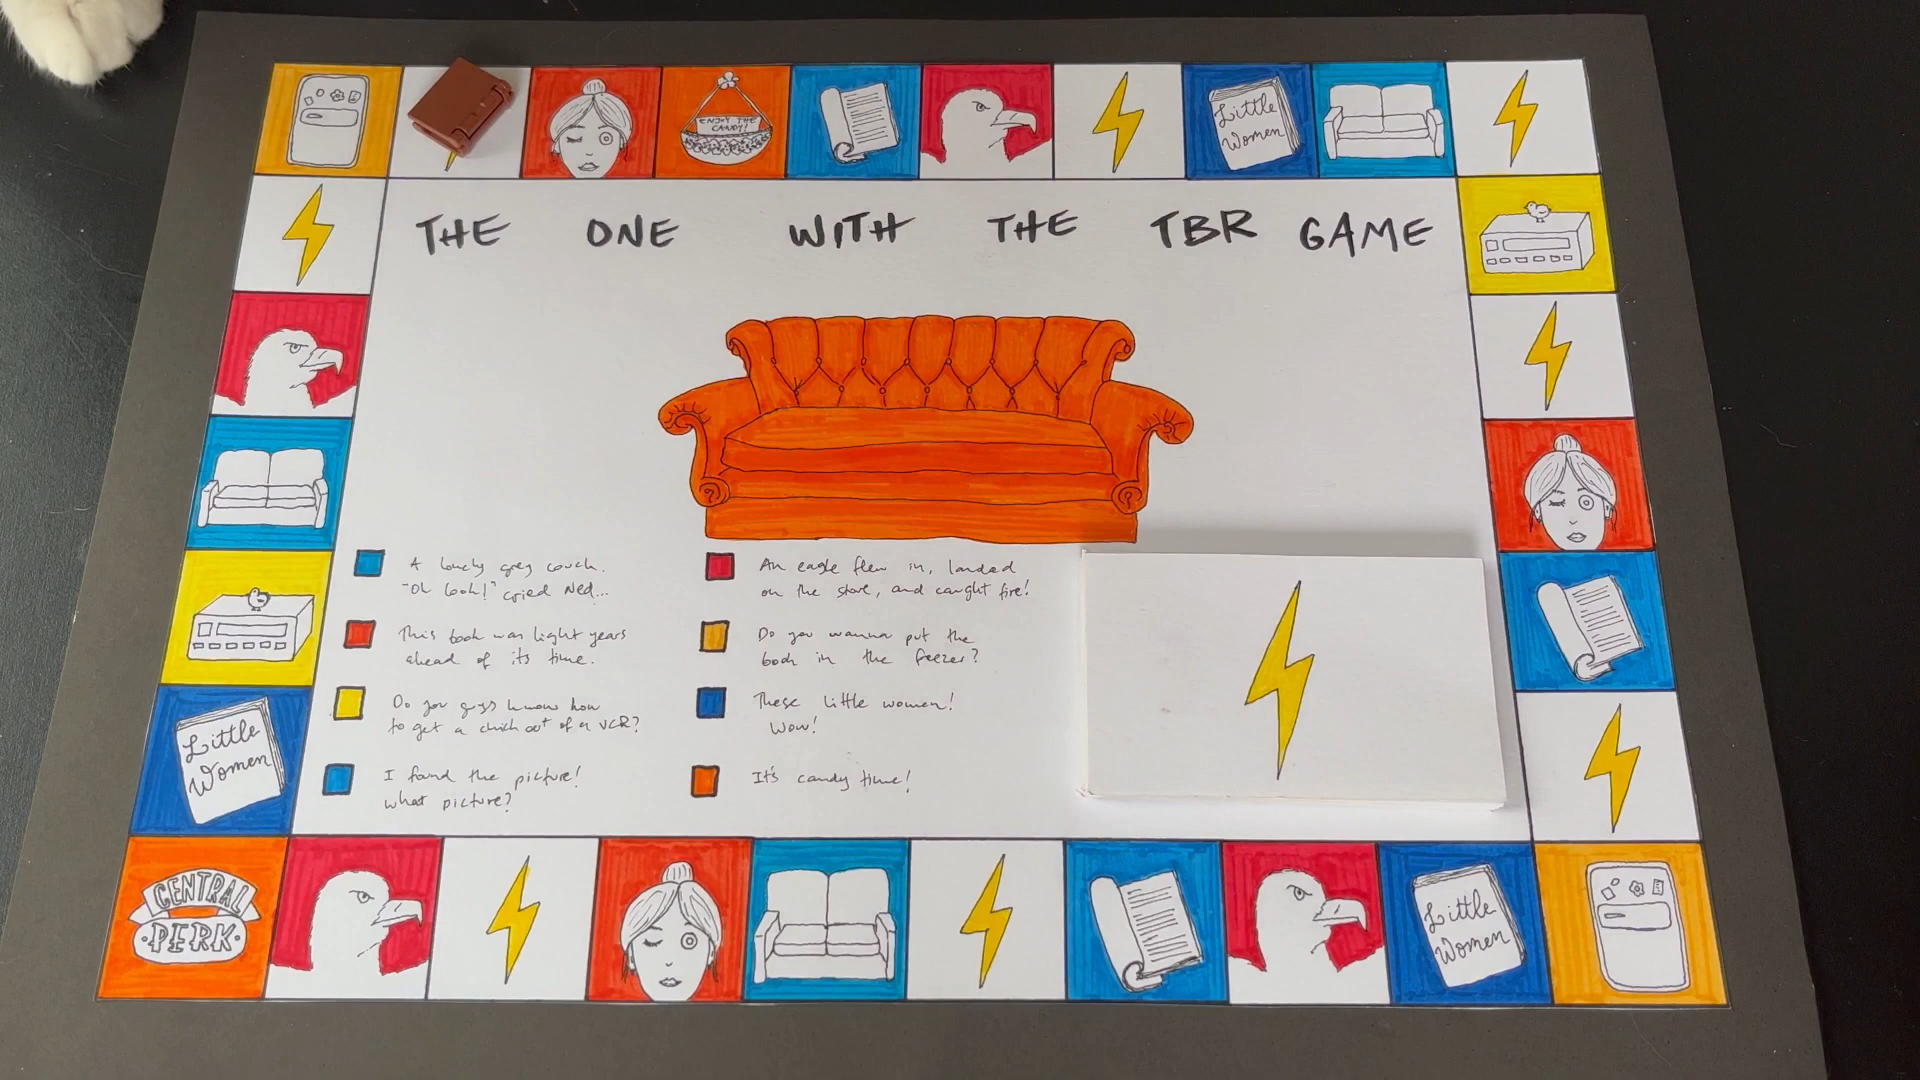 ENJOY THE
CANDY!
Little
Women
THE ONE WITH THE TBR GAME
A lonely grey couch.
"Oh look!" cried Ned...
This book was light years
ahead of its time.
Do you guys know how
to get a chick out of a VCR?
I found the picture!
What picture?
An eagle flew in, landed
on the stove, and caught fire!
Do you wanna put the
book in the freezer?
These little women!
Wow!
It's candy time!
Little
Women
CENTRAL
PERK
Little
Women